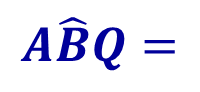 AB̂Q =